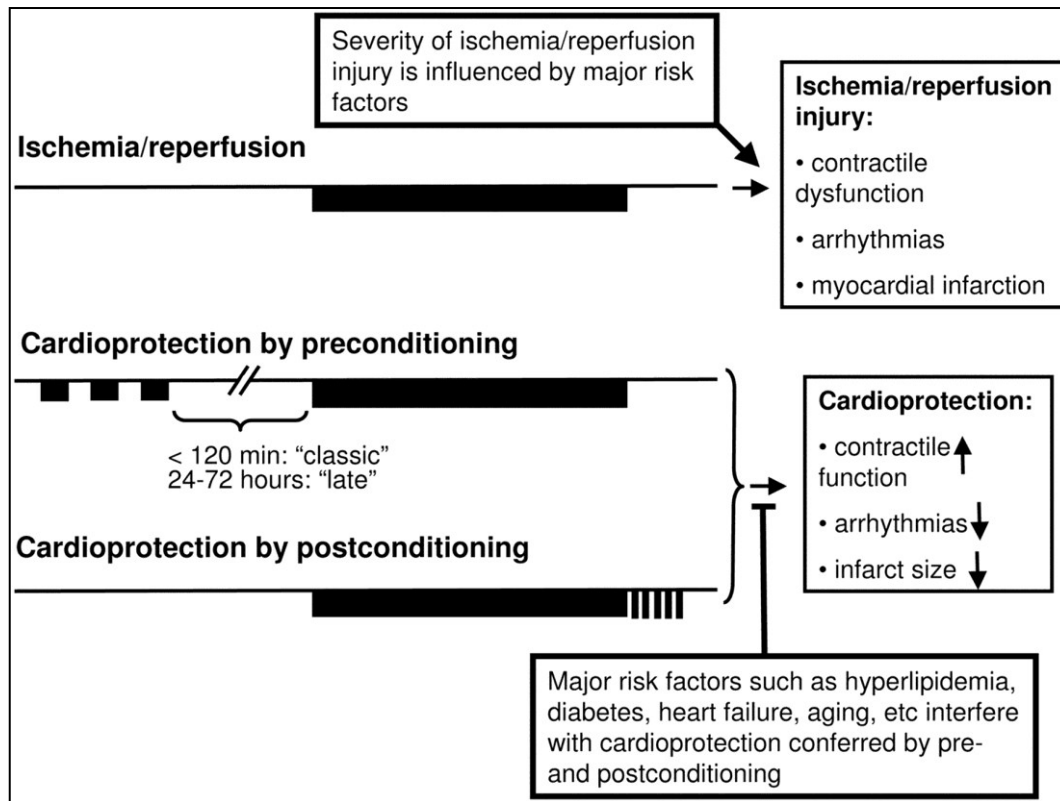 Severity of ischemia/reperfusion
injury is influenced by major risk
factors
Ischemia/reperfusion
Ischemia/reperfusion
injury:
• contractile
dysfunction
• arrhythmias
• myocardial infarction
Cardioprotection by preconditioning
< 120 min: “classic”
24-72 hours: “late”
Cardioprotection by postconditioning
Cardioprotection:
• contractile
function
• arrhythmias
• infarct size
Major risk factors such as hyperlipidemia,
diabetes, heart failure, aging, etc interfere
with cardioprotection conferred by pre-
and postconditioning